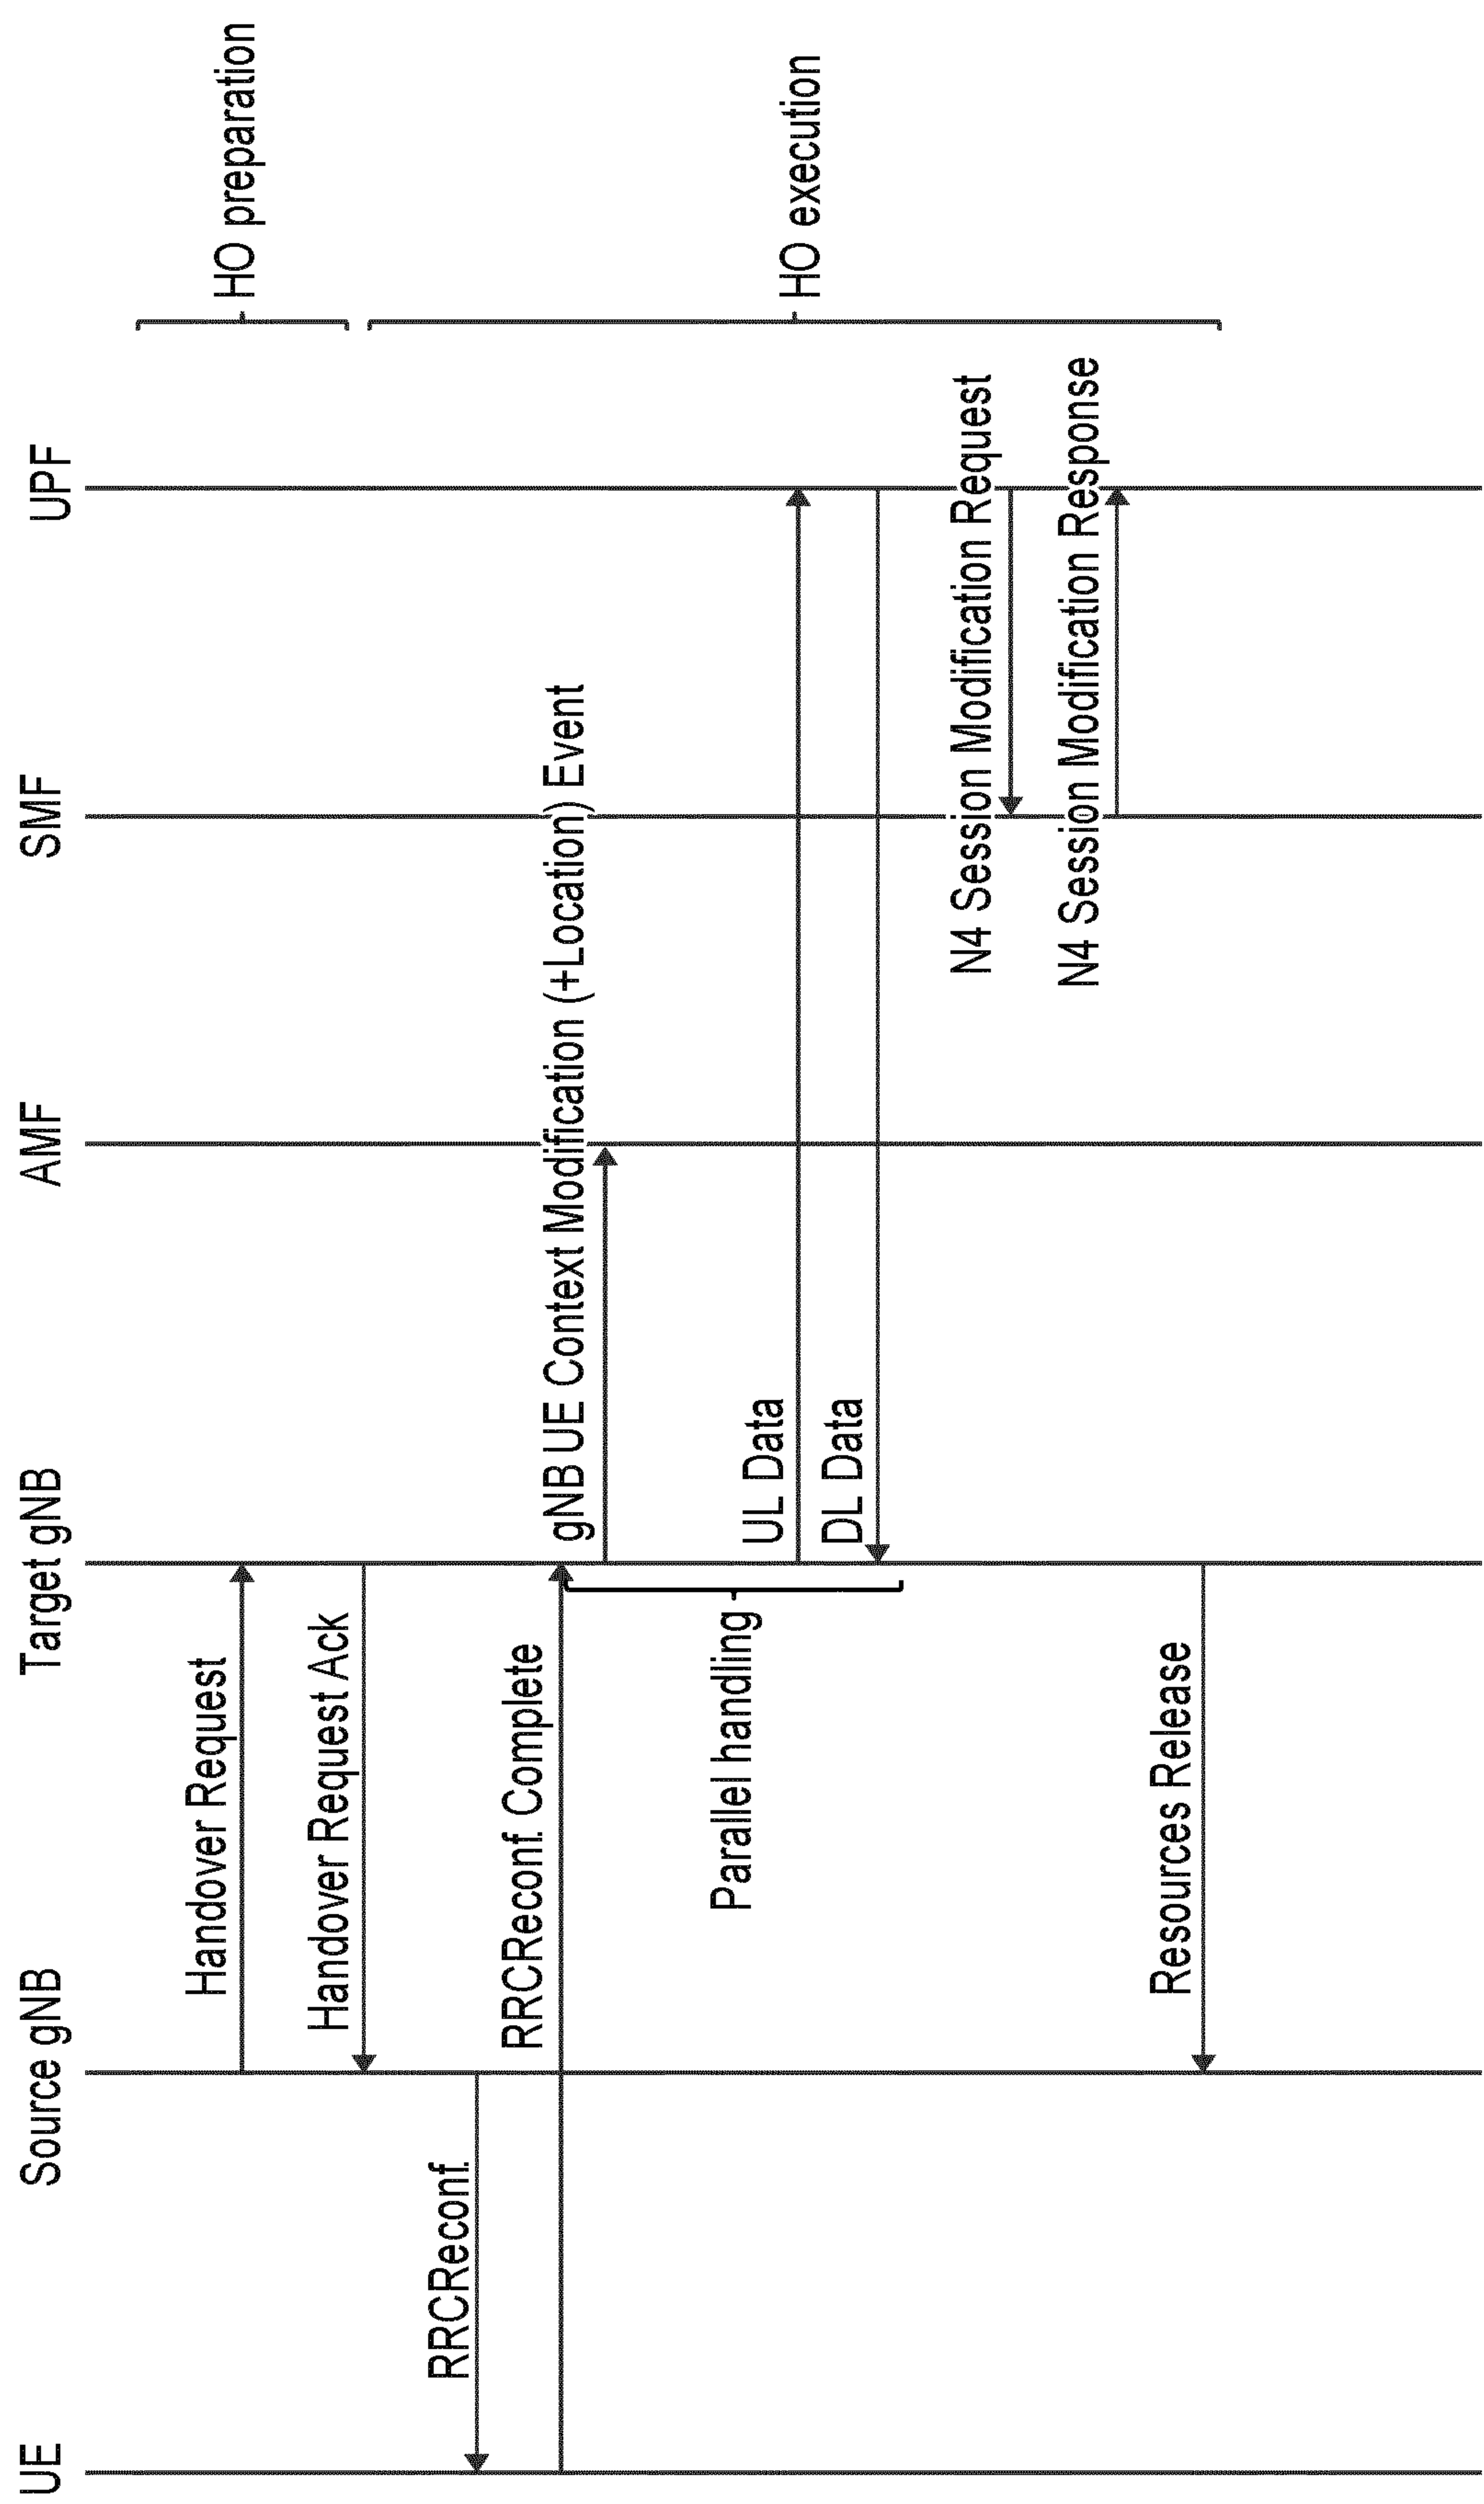 UE
Source gNB
Target gNB
AMF
SMF
UPF
Handover Request
HO preparation
Handover Request Ack
RRCReconf.
RRCReconf. Complete
gNB UE Context Modification (+Location) Event
Parallel handling
UL Data
HO execution
DL Data
N4 Session Modification Request
N4 Session Modification Response
Resources Release